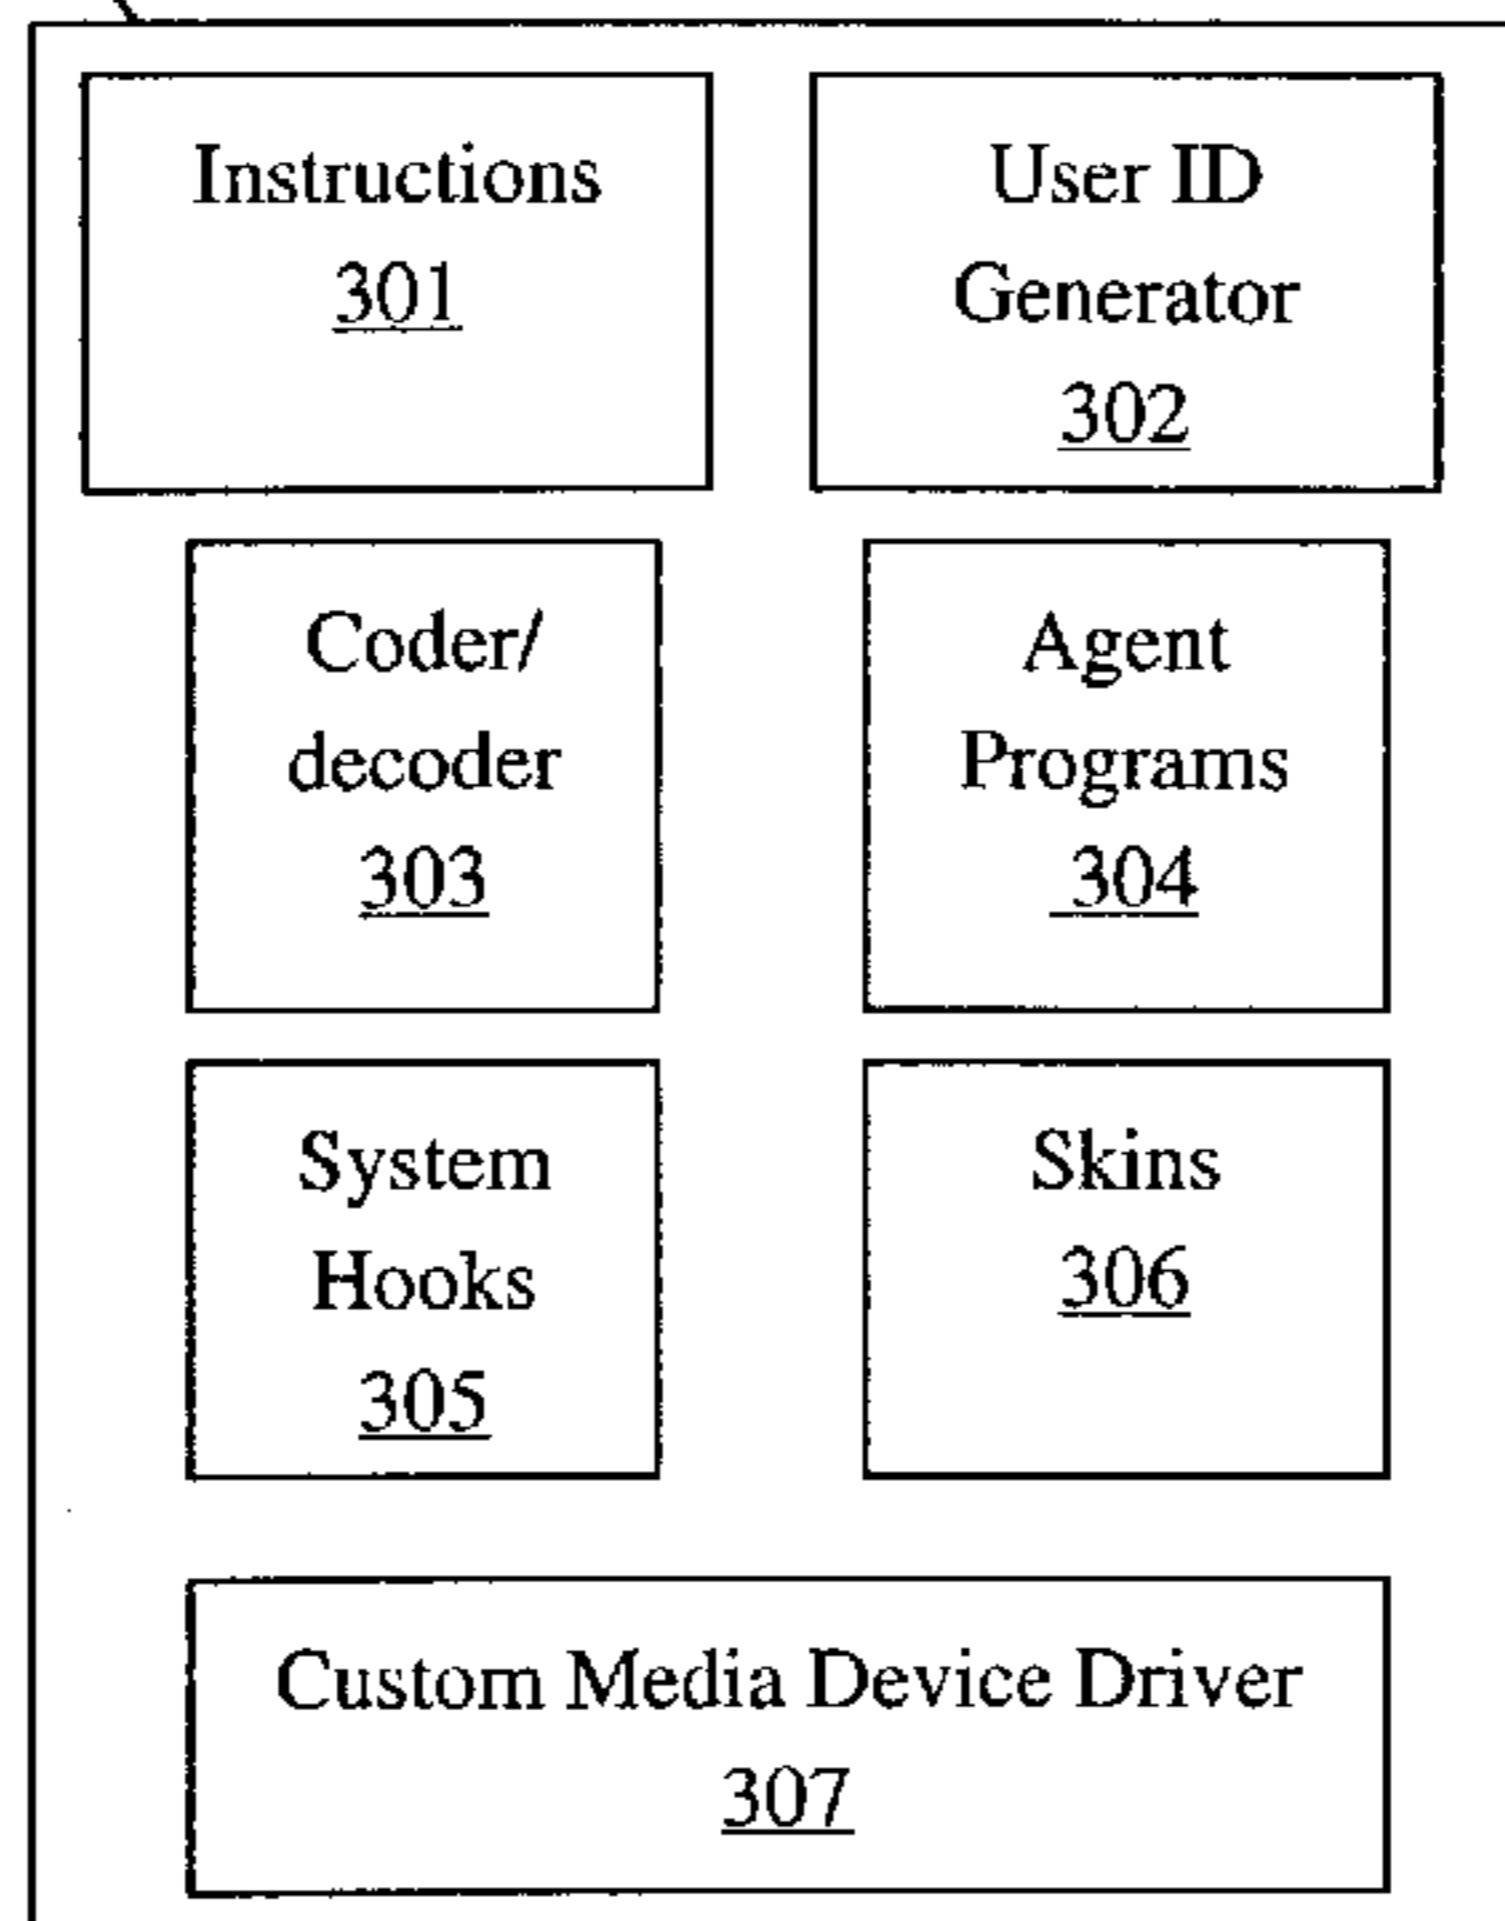 Instructions
301
User ID
Generator
302
Coder/
decoder
303
Agent
Programs
304
System
Hooks
305
Skins
306
Custom Media Device Driver
307